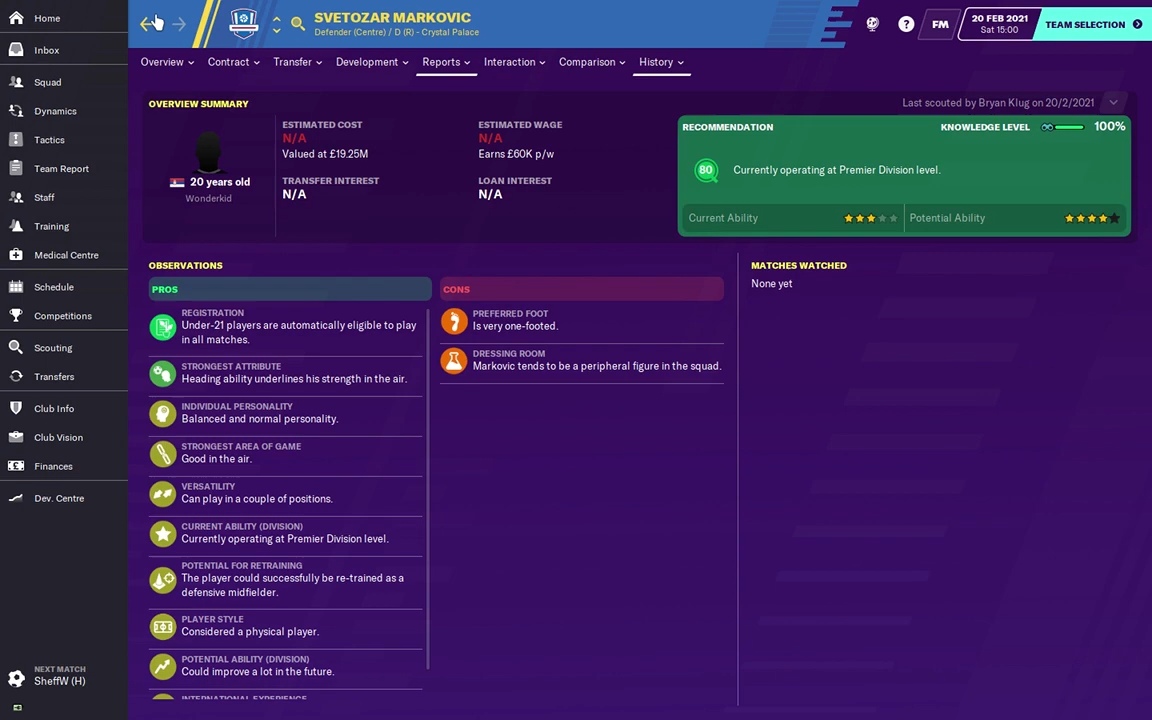 Home
Inbox
Squad
Dynamics
Tactics
Team Report
Staff
Training
Medical Centre
Schedule
Competitions
Scouting
Transfers
Club Info
Club Vision
Finances
Dev. Centre
NEXT MATCH
SheffW (H)
SVETOZAR MARKOVIC
Defender (Centre) / D (R) - Crystal Palace
?
FM
20 FEB 2021
Sat 15:00
TEAM SELECTION
Overview
Contract
Transfer
Development
Reports
Interaction
Comparison
History
OVERVIEW SUMMARY
Last scouted by Bryan Klug on 20/2/2021
20 years old
Wonderkid
ESTIMATED COST
N/A
Valued at £19.25M
TRANSFER INTEREST
N/A
ESTIMATED WAGE
N/A
Earns £60K p/w
LOAN INTEREST
N/A
RECOMMENDATION
KNOWLEDGE LEVEL
100%
80
Currently operating at Premier Division level.
Current Ability
Potential Ability
OBSERVATIONS
PROS
REGISTRATION
Under-21 players are automatically eligible to play
in all matches.
STRONGEST ATTRIBUTE
Heading ability underlines his strength in the air.
INDIVIDUAL PERSONALITY
Balanced and normal personality.
STRONGEST AREA OF GAME
Good in the air.
VERSATILITY
Can play in a couple of positions.
CURRENT ABILITY (DIVISION)
Currently operating at Premier Division level.
POTENTIAL FOR RETRAINING
The player could successfully be re-trained as a
defensive midfielder.
PLAYER STYLE
Considered a physical player.
POTENTIAL ABILITY (DIVISION)
Could improve a lot in the future.
INTERNATIONAL EXPERIENCE
CONS
PREFERRED FOOT
Is very one-footed.
DRESSING ROOM
Markovic tends to be a peripheral figure in the squad.
MATCHES WATCHED
None yet